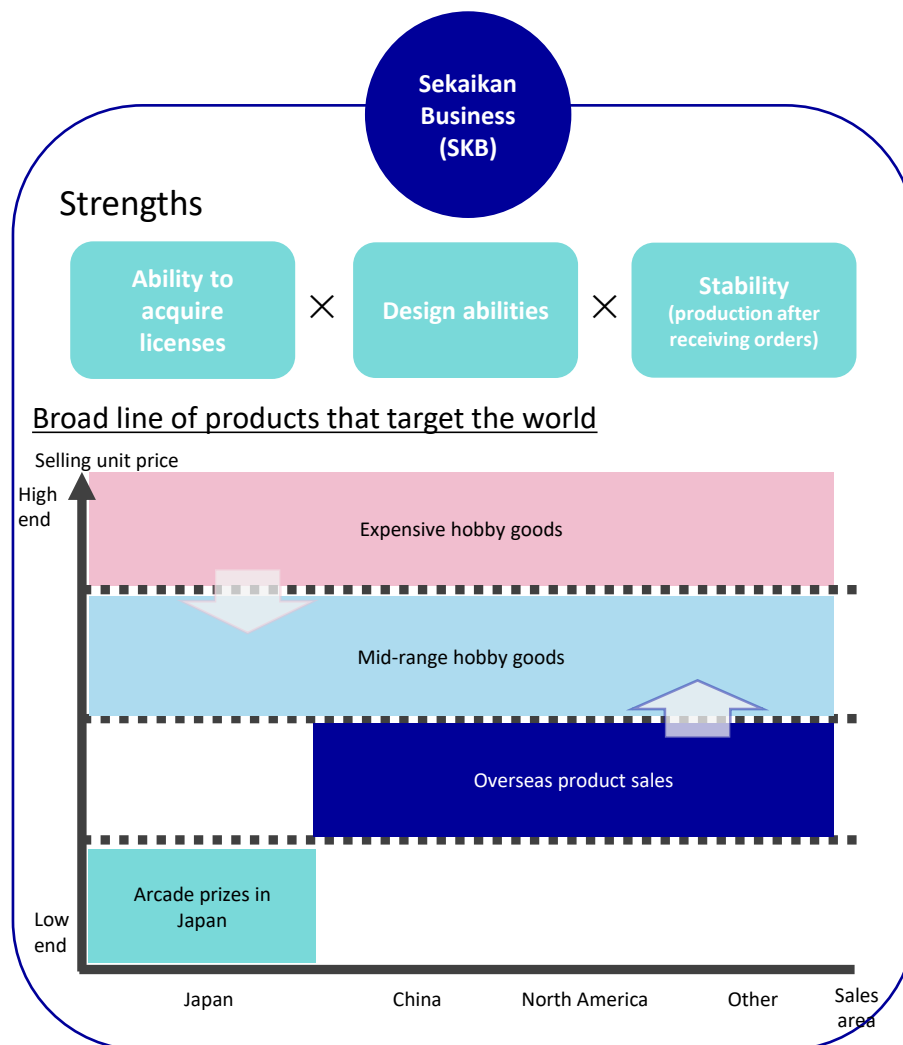 Sekaikan
Business
(SKB)
Strengths
Ability to
acquire
licenses
×
Design abilities
×
Stability
(production after
receiving orders)
Broad line of products that target the world
Selling unit price
High
end
Expensive hobby goods
Mid-range hobby goods
Overseas product sales
Arcade prizes in
Japan
Low
end
Japan
China
North America
Other
Sales
area